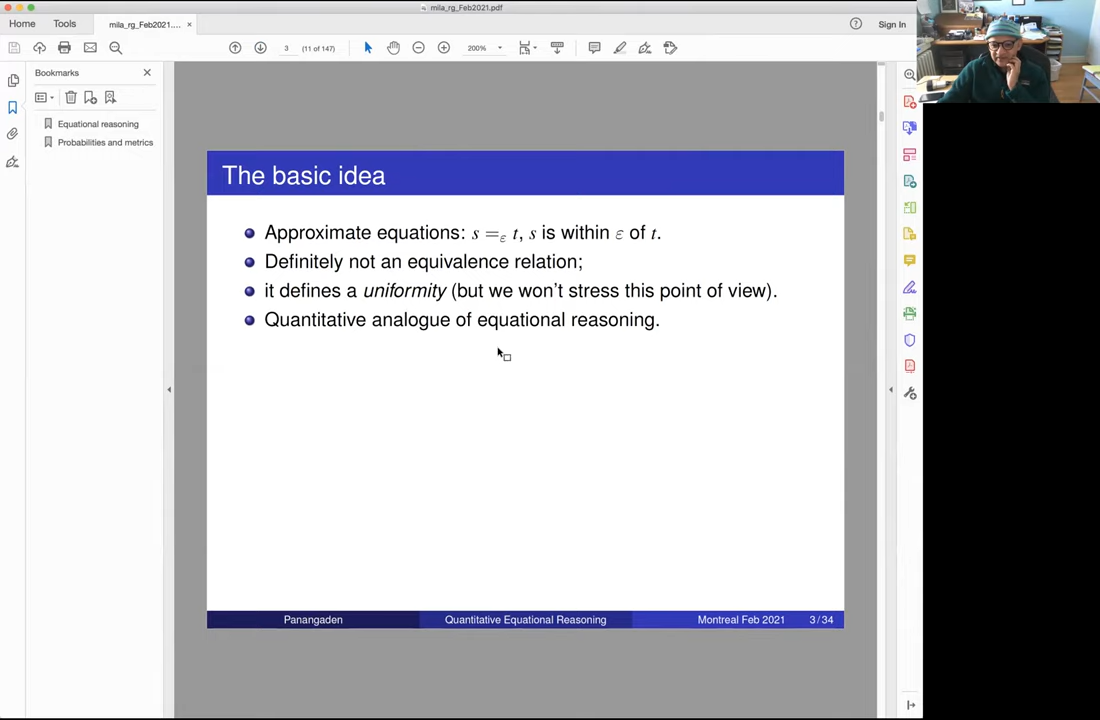 mila_rg_Feb2021.pdf
Home
Tools
mila_rg_Feb2021....
×
Sign In
3
(11 of 147)
200%
Bookmarks
Equational reasoning
Probabilities and metrics
The basic idea
Approximate equations: s =ε t, s is within ε of t.
Definitely not an equivalence relation;
it defines a uniformity (but we won't stress this point of view).
Quantitative analogue of equational reasoning.
Panangaden
Quantitative Equational Reasoning
Montreal Feb 2021
3 / 34